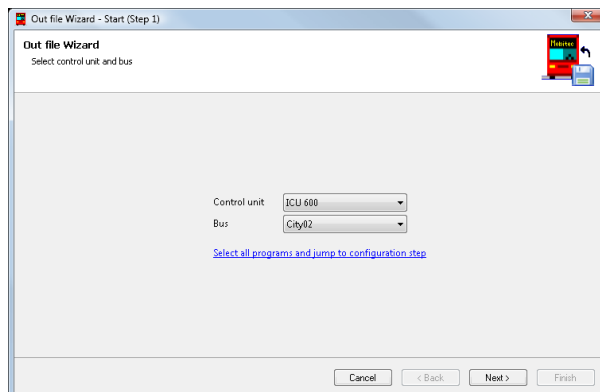 Out file Wizard - Start (Step 1)
Out file Wizard
Select control unit and bus
Mobitec
Control unit ICU 600
Bus City02
Select all programs and jump to configuration step
Cancel < Back Next > Finish